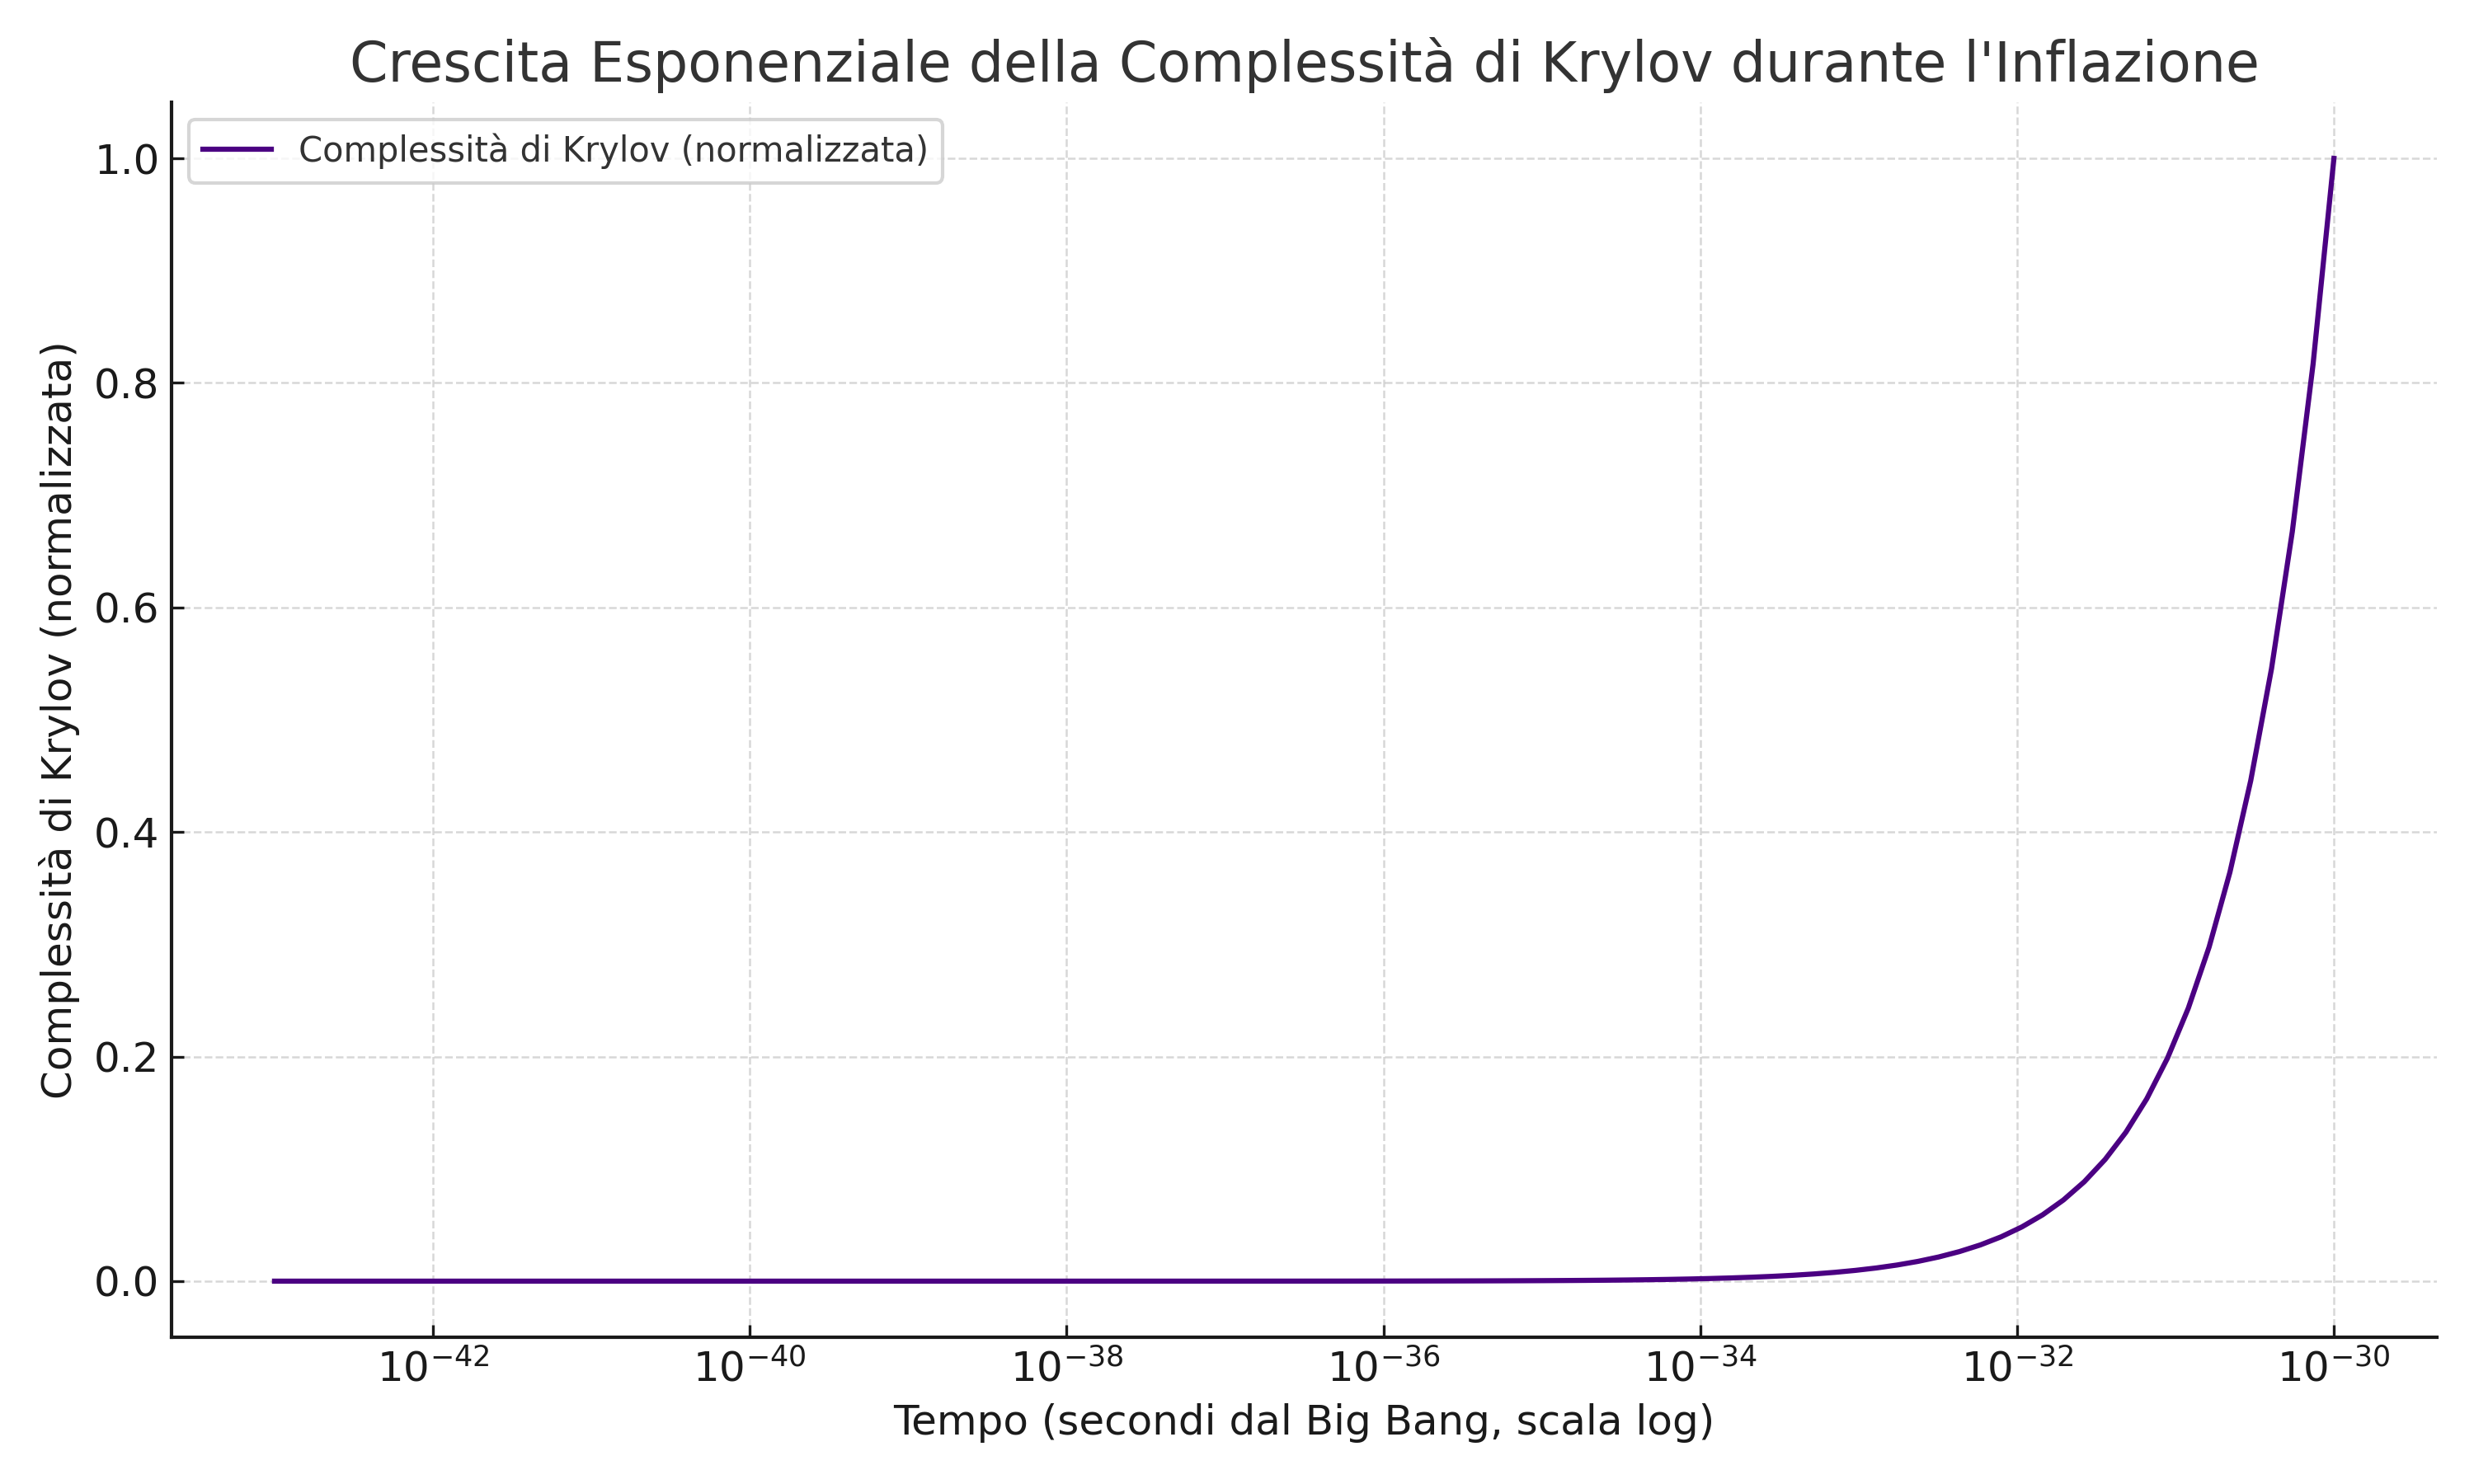 Crescita Esponenziale della Complessità di Krylov durante l'Inflazione
Complessità di Krylov (normalizzata)
Complessità di Krylov (normalizzata)
1.0
0.8
0.6
0.4
0.2
0.0
10⁻⁴² 10⁻⁴⁰ 10⁻³⁸ 10⁻³⁶ 10⁻³⁴ 10⁻³² 10⁻³⁰
Tempo (secondi dal Big Bang, scala log)